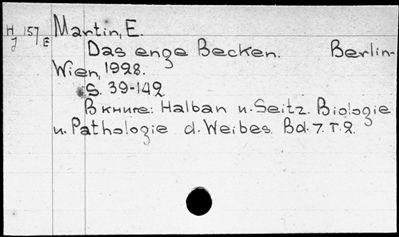 H 157 Martin, E.
J E
Das enge Becken. Berlin-
Wien, 1928.
S. 39-142
В книге: Halban u. Seitz. Biologie
u. Pathologie d. Weibes Bd. 7. T. 2.